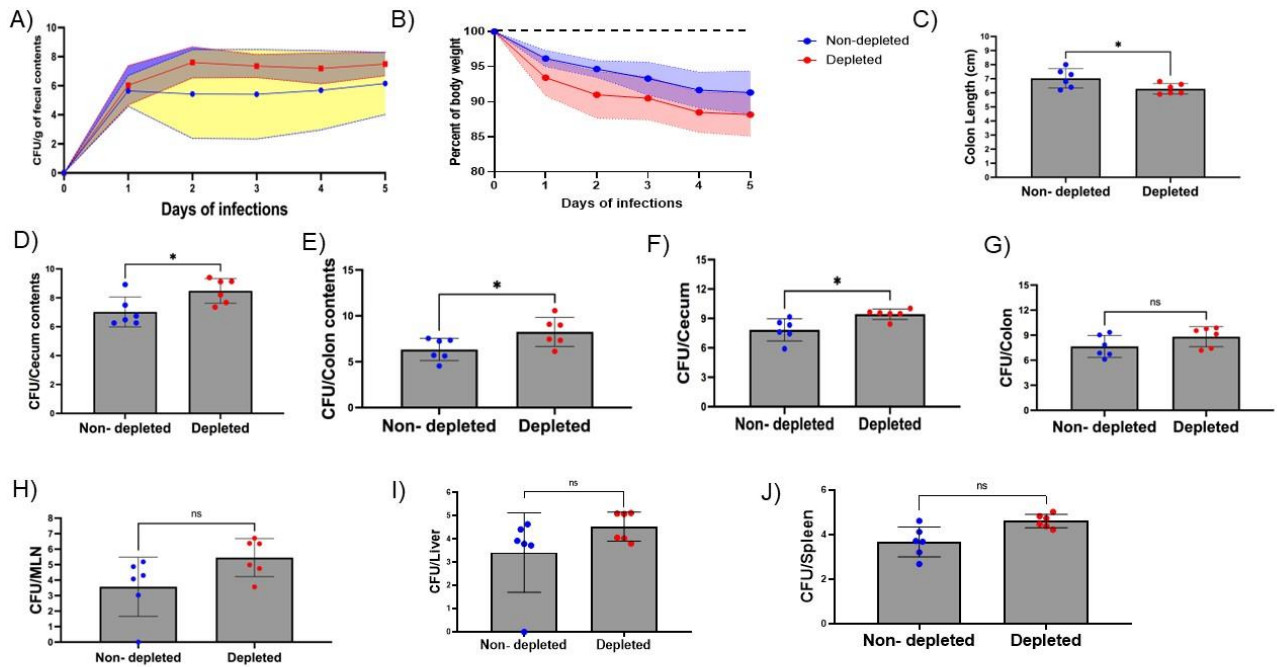 A)
CFU/g of fecal contents
10
8
6
4
2
0
0 1 2 3 4 5
Days of infections
B)
Percent of body weight
100
95
90
85
80
0 1 2 3 4 5
Days of infections
Non-depleted
Depleted
C)
Colon Length (cm)
10
9
8
7
6
5
4
3
2
1
0
*
Non- depleted Depleted
D)
CFU/Cecum contents
10
8
6
4
2
0
*
Non- depleted Depleted
E)
CFU/Colon contents
15
10
5
0
*
Non- depleted Depleted
F)
CFU/Cecum
15
12
9
6
3
0
*
Non- depleted Depleted
G)
CFU/Colon
15
12
9
6
3
0
ns
Non- depleted Depleted
H)
CFU/MLN
8
7
6
5
4
3
2
1
0
ns
Non- depleted Depleted
I)
CFU/Liver
6
5
4
3
2
1
0
ns
Non- depleted Depleted
J)
CFU/Spleen
6
4
2
0
ns
Non- depleted Depleted